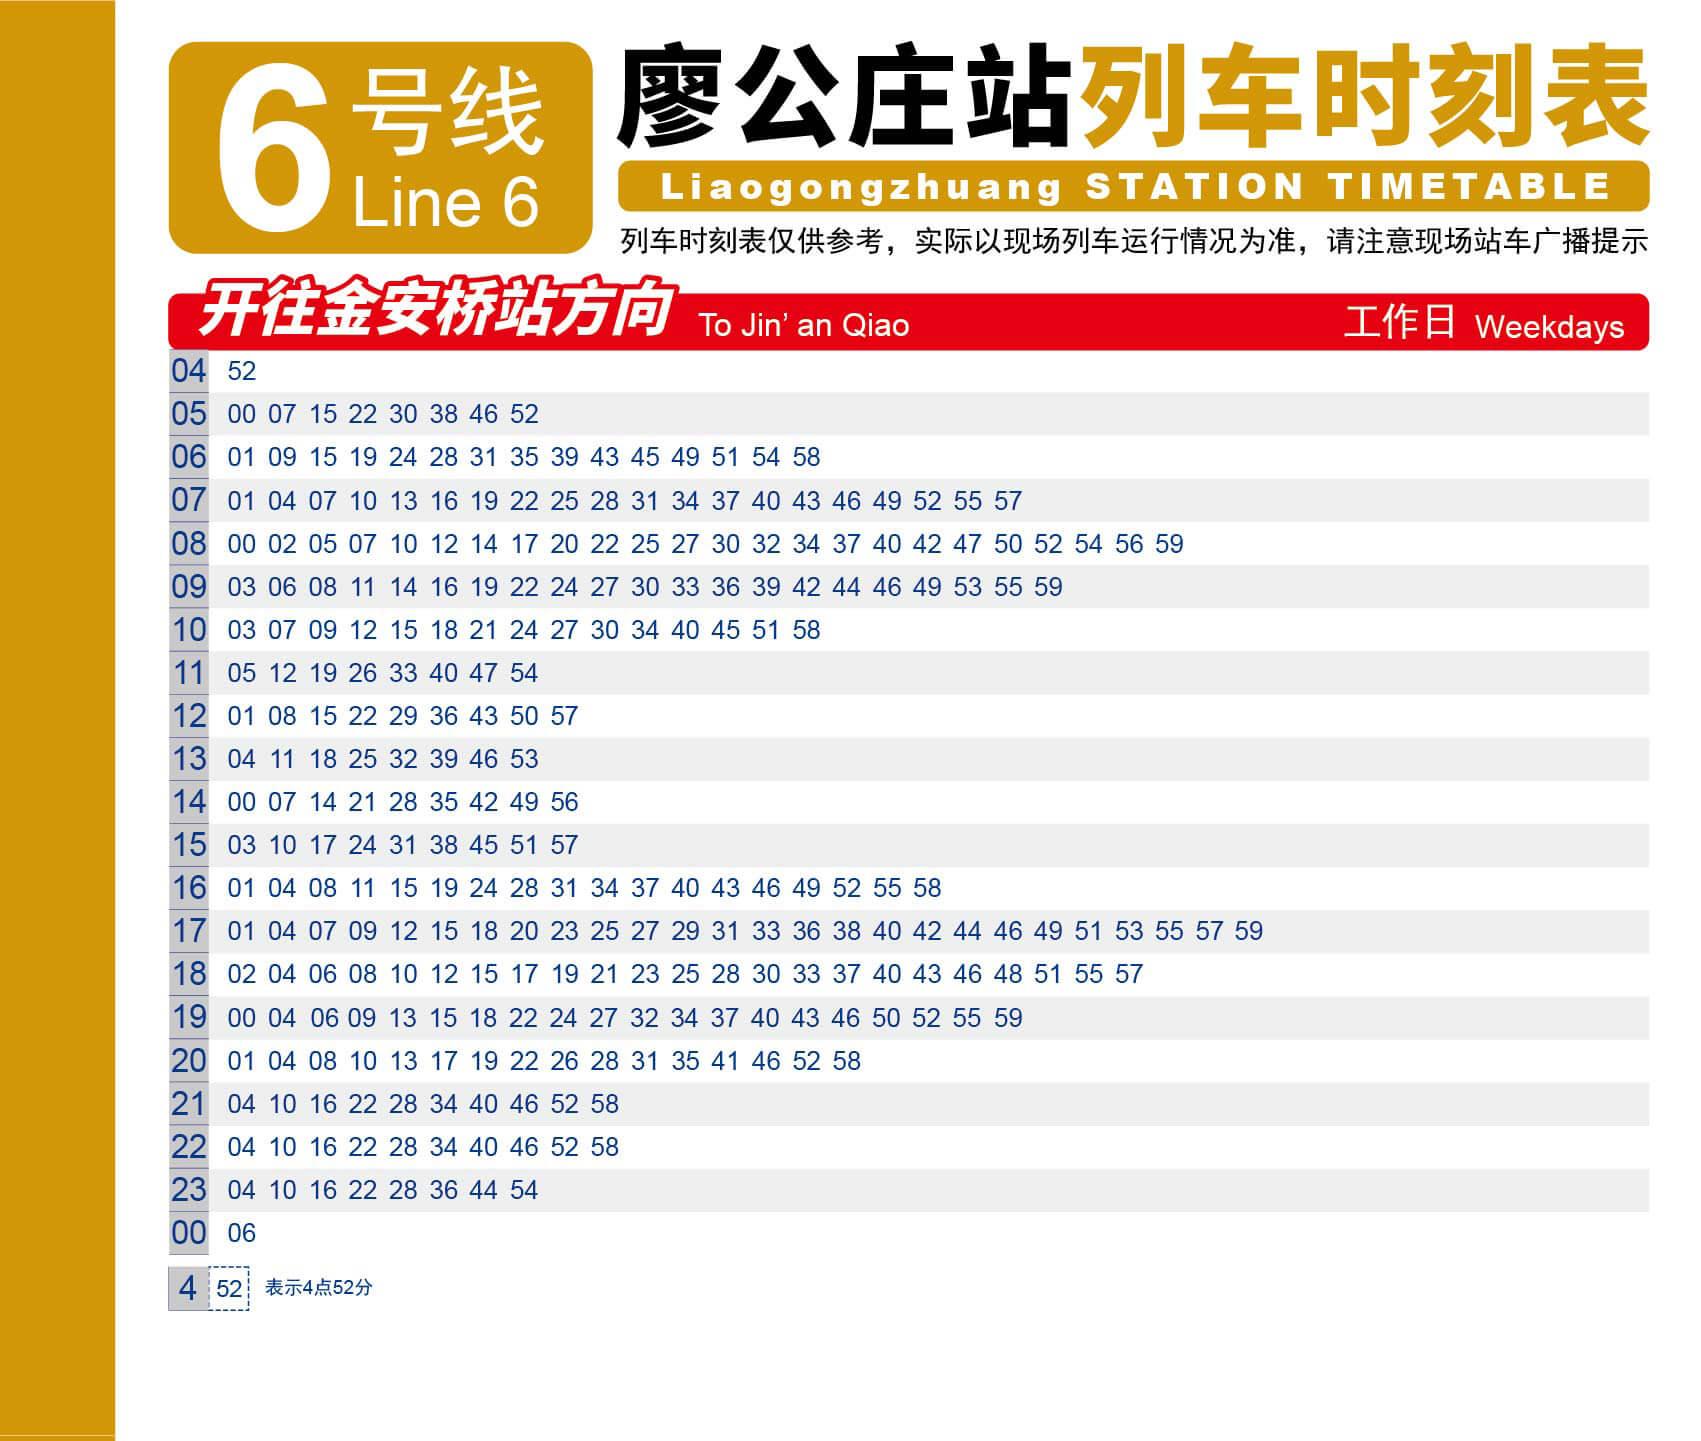 6 号线
Line 6
廖公庄站列车时刻表
Liaogongzhuang STATION TIMETABLE
列车时刻表仅供参考，实际以现场列车运行情况为准，请注意现场站车广播提示
开往金安桥站方向 To Jin’ an Qiao 工作日 Weekdays
04 52
05 00 07 15 22 30 38 46 52
06 01 09 15 19 24 28 31 35 39 43 45 49 51 54 58
07 01 04 07 10 13 16 19 22 25 28 31 34 37 40 43 46 49 52 55 57
08 00 02 05 07 10 12 14 17 20 22 25 27 30 32 34 37 40 42 47 50 52 54 56 59
09 03 06 08 11 14 16 19 22 24 27 30 33 36 39 42 44 46 49 53 55 59
10 03 07 09 12 15 18 21 24 27 30 34 40 45 51 58
11 05 12 19 26 33 40 47 54
12 01 08 15 22 29 36 43 50 57
13 04 11 18 25 32 39 46 53
14 00 07 14 21 28 35 42 49 56
15 03 10 17 24 31 38 45 51 57
16 01 04 08 11 15 19 24 28 31 34 37 40 43 46 49 52 55 58
17 01 04 07 09 12 15 18 20 23 25 27 29 31 33 36 38 40 42 44 46 49 51 53 55 57 59
18 02 04 06 08 10 12 15 17 19 21 23 25 28 30 33 37 40 43 46 48 51 55 57
19 00 04 06 09 13 15 18 22 24 27 32 34 37 40 43 46 50 52 55 59
20 01 04 08 10 13 17 19 22 26 28 31 35 41 46 52 58
21 04 10 16 22 28 34 40 46 52 58
22 04 10 16 22 28 34 40 46 52 58
23 04 10 16 22 28 36 44 54
00 06
4 52 表示4点52分